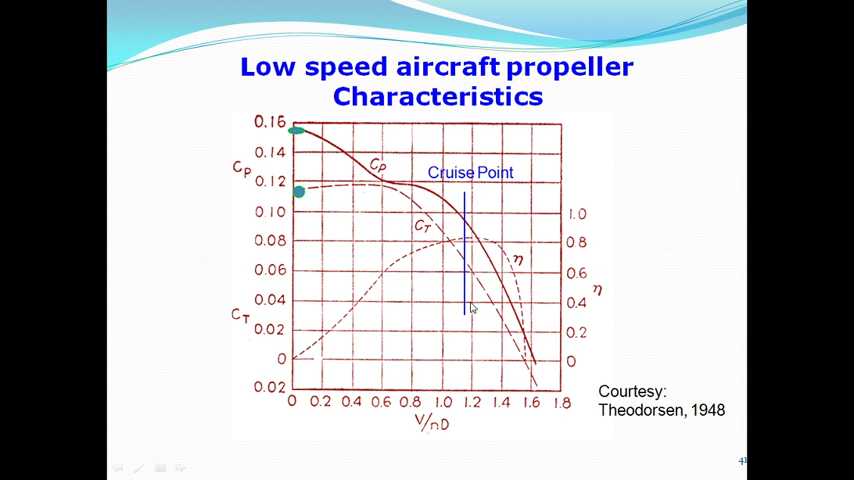 Low speed aircraft propeller
Characteristics
0.16
0.14
0.12
0.10
0.08
0.06
0.04
0.02
0
0.02
CP
CT
CP
Cruise Point
CT
η
1.0
0.8
0.6
0.4
0.2
0
η
0 0.2 0.4 0.6 0.8 1.0 1.2 1.4 1.6 1.8
V/nD
Courtesy:
Theodorsen, 1948
41